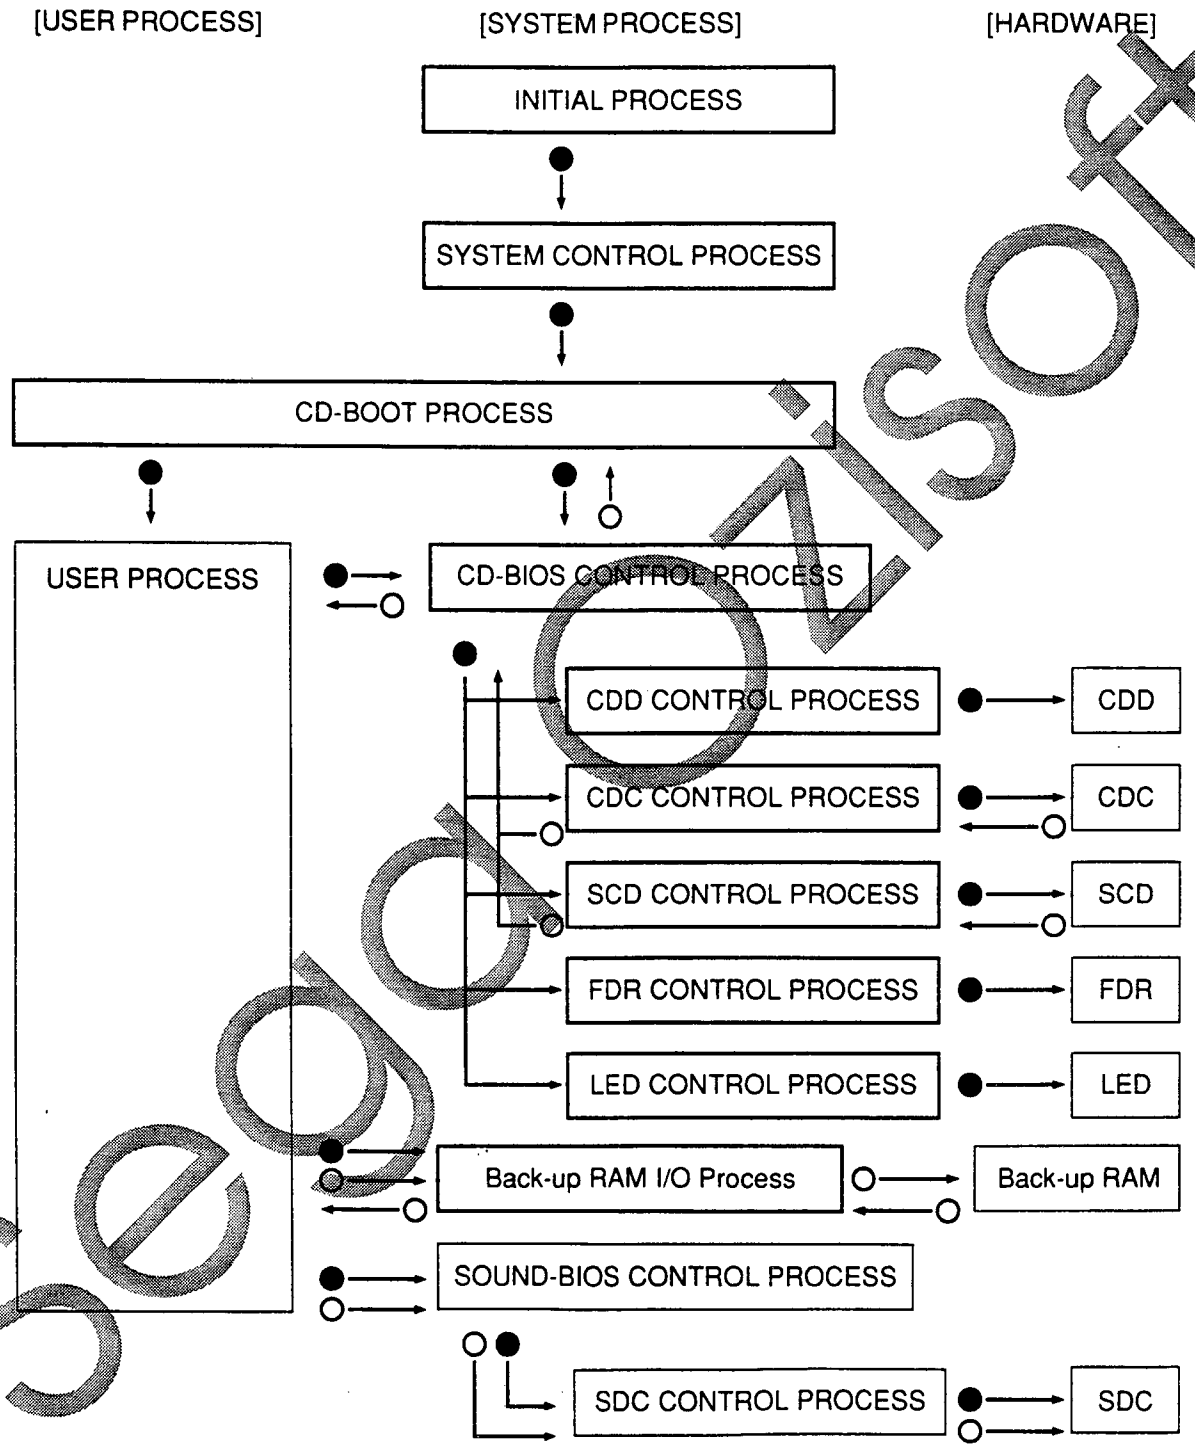 [USER PROCESS] [SYSTEM PROCESS] [HARDWARE]
INITIAL PROCESS
SYSTEM CONTROL PROCESS
CD-BOOT PROCESS
USER PROCESS
CD-BIOS CONTROL PROCESS
CDD CONTROL PROCESS CDD
CDC CONTROL PROCESS CDC
SCD CONTROL PROCESS SCD
FDR CONTROL PROCESS FDR
LED CONTROL PROCESS LED
Back-up RAM I/O Process Back-up RAM
SOUND-BIOS CONTROL PROCESS
SDC CONTROL PROCESS SDC